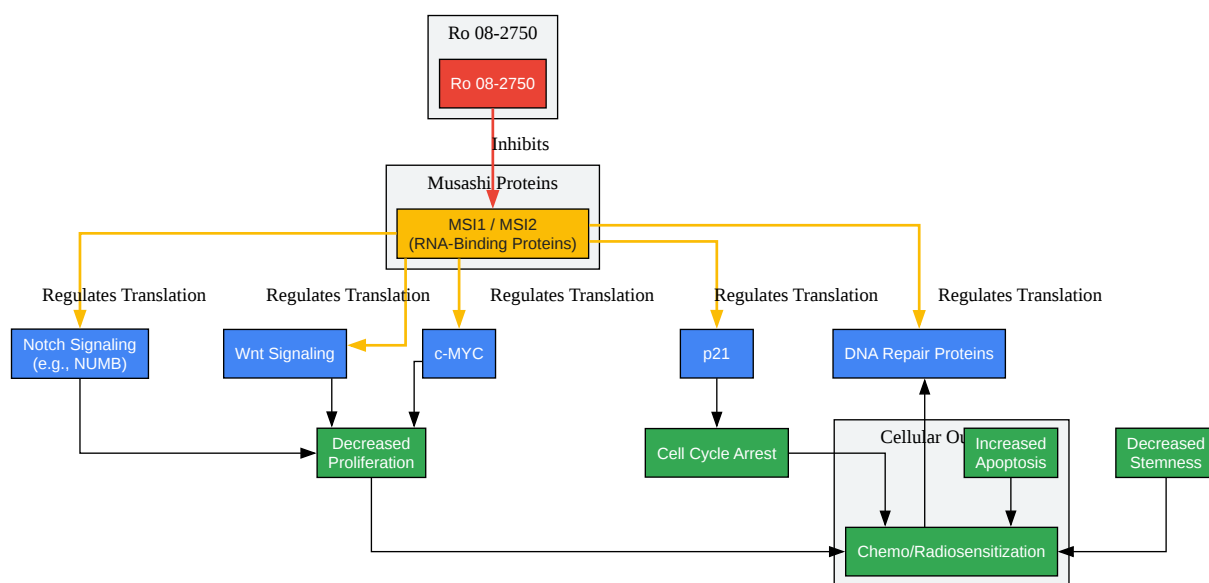 Ro 08-2750
Ro 08-2750
Inhibits
Musashi Proteins
MSI1 / MSI2
(RNA-Binding Proteins)
Regulates Translation
Regulates Translation
Regulates Translation
Regulates Translation
Regulates Translation
Notch Signaling
(e.g., NUMB)
Wnt Signaling
c-MYC
p21
DNA Repair Proteins
Decreased
Proliferation
Cell Cycle Arrest
Cellular
Increased
Apoptosis
Decreased
Stemness
Chemo/Radiosensitization